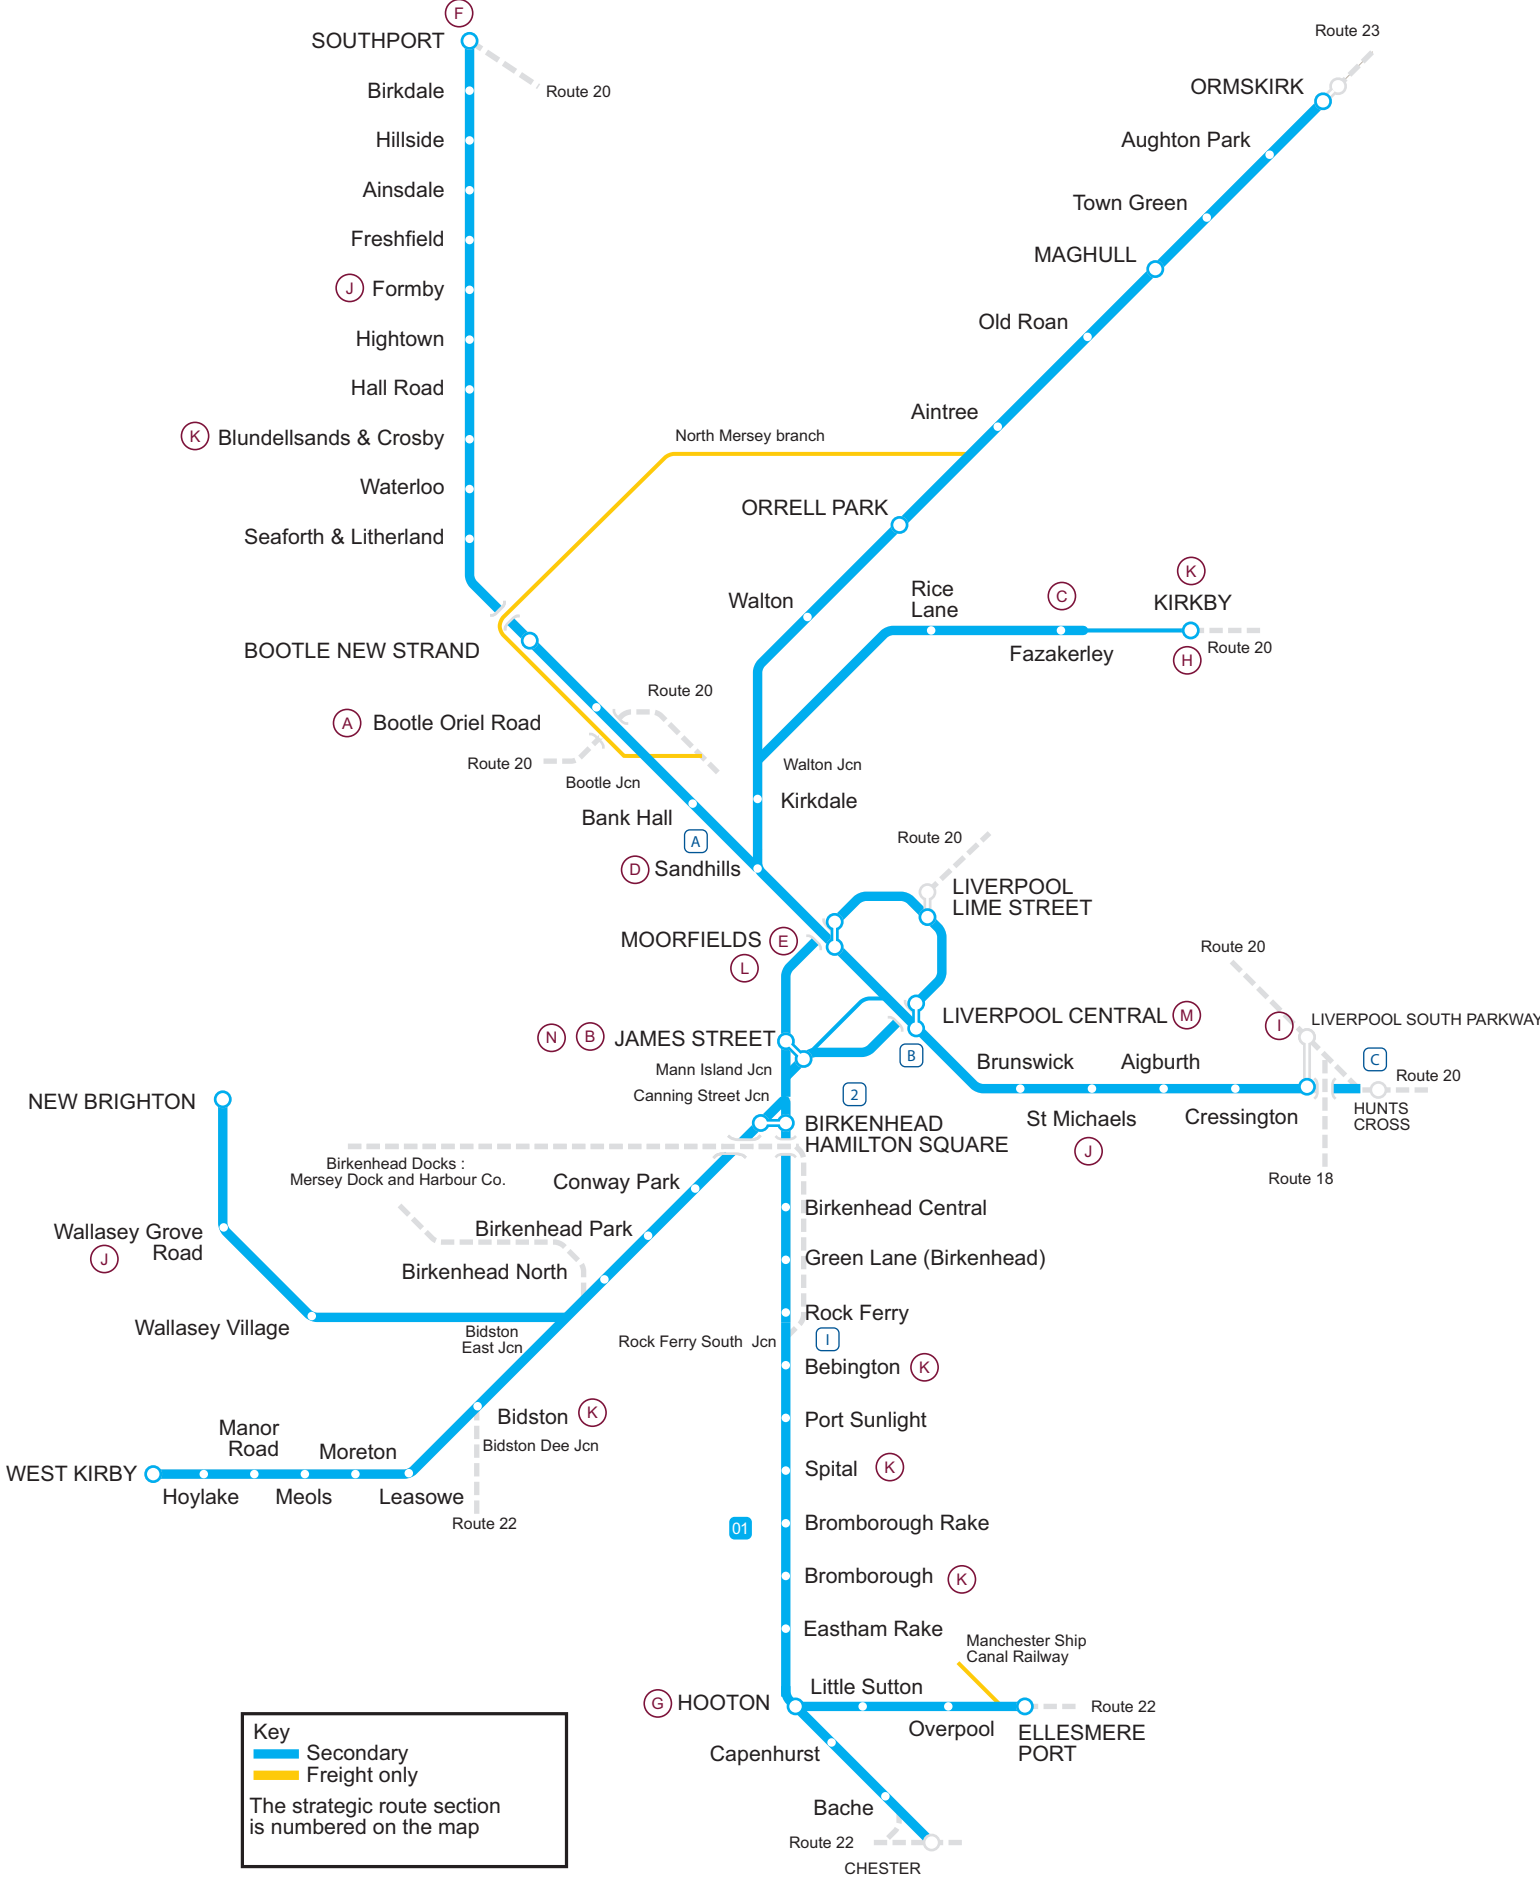 F
SOUTHPORT
Route 20
Birkdale
Hillside
Ainsdale
Freshfield
J Formby
Hightown
Hall Road
K Blundellsands & Crosby
Waterloo
Seaforth & Litherland
BOOTLE NEW STRAND
A Bootle Oriel Road
Route 20
Route 20
Bootle Jcn
Bank Hall
A
D Sandhills
North Mersey branch
Route 23
ORMSKIRK
Aughton Park
Town Green
MAGHULL
Old Roan
Aintree
ORRELL PARK
Walton
Rice
Lane
C
Fazakerley
K
KIRKBY
H
Route 20
Walton Jcn
Kirkdale
Route 20
LIVERPOOL
LIME STREET
MOORFIELDS E
L
LIVERPOOL CENTRAL M
B
N B JAMES STREET
Mann Island Jcn
Canning Street Jcn
2
Brunswick
St Michaels
J
Aigburth
Cressington
Route 20
I LIVERPOOL SOUTH PARKWAY
C
Route 20
HUNTS
CROSS
Route 18
BIRKENHEAD
HAMILTON SQUARE
NEW BRIGHTON
Birkenhead Docks :
Mersey Dock and Harbour Co.
Conway Park
Birkenhead Park
Birkenhead North
Wallasey Grove
Road
J
Wallasey Village
Bidston
East Jcn
Bidston K
Bidston Dee Jcn
Route 22
Manor
Road
Moreton
WEST KIRBY
Hoylake
Meols
Leasowe
Birkenhead Central
Green Lane (Birkenhead)
Rock Ferry
Rock Ferry South Jcn
I
Bebington K
Port Sunlight
Spital K
01
Bromborough Rake
Bromborough K
Eastham Rake
Manchester Ship
Canal Railway
G HOOTON
Little Sutton
Overpool
ELLESMERE
PORT
Route 22
Capenhurst
Bache
Route 22
CHESTER
Key
Secondary
Freight only
The strategic route section
is numbered on the map